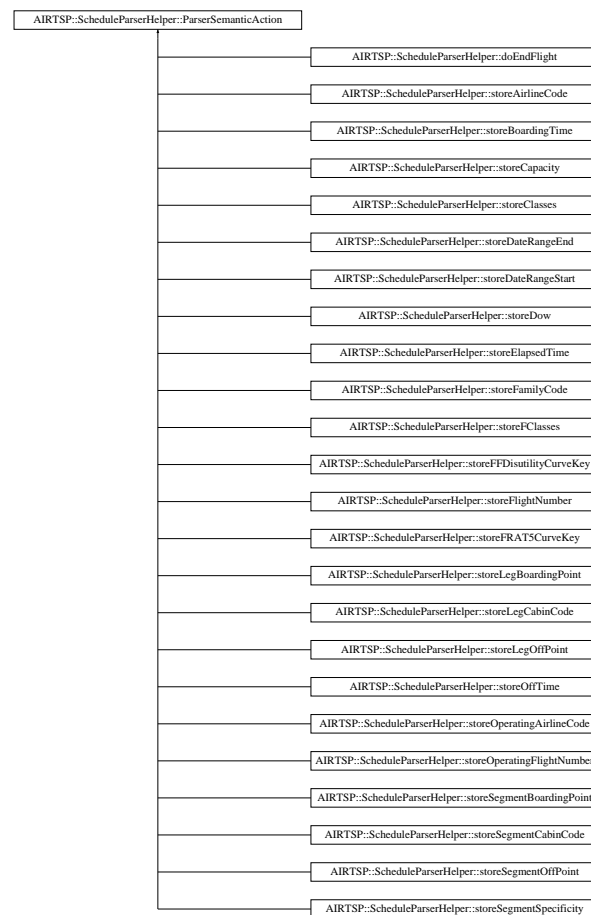 AIRTSP::ScheduleParserHelper::ParserSemanticAction
AIRTSP::ScheduleParserHelper::doEndFlight
AIRTSP::ScheduleParserHelper::storeAirlineCode
AIRTSP::ScheduleParserHelper::storeBoardingTime
AIRTSP::ScheduleParserHelper::storeCapacity
AIRTSP::ScheduleParserHelper::storeClasses
AIRTSP::ScheduleParserHelper::storeDateRangeEnd
AIRTSP::ScheduleParserHelper::storeDateRangeStart
AIRTSP::ScheduleParserHelper::storeDow
AIRTSP::ScheduleParserHelper::storeElapsedTime
AIRTSP::ScheduleParserHelper::storeFamilyCode
AIRTSP::ScheduleParserHelper::storeFClasses
AIRTSP::ScheduleParserHelper::storeFFDisutilityCurveKey
AIRTSP::ScheduleParserHelper::storeFlightNumber
AIRTSP::ScheduleParserHelper::storeFRAT5CurveKey
AIRTSP::ScheduleParserHelper::storeLegBoardingPoint
AIRTSP::ScheduleParserHelper::storeLegCabinCode
AIRTSP::ScheduleParserHelper::storeLegOffPoint
AIRTSP::ScheduleParserHelper::storeOffTime
AIRTSP::ScheduleParserHelper::storeOperatingAirlineCode
AIRTSP::ScheduleParserHelper::storeOperatingFlightNumber
AIRTSP::ScheduleParserHelper::storeSegmentBoardingPoint
AIRTSP::ScheduleParserHelper::storeSegmentCabinCode
AIRTSP::ScheduleParserHelper::storeSegmentOffPoint
AIRTSP::ScheduleParserHelper::storeSegmentSpecificity